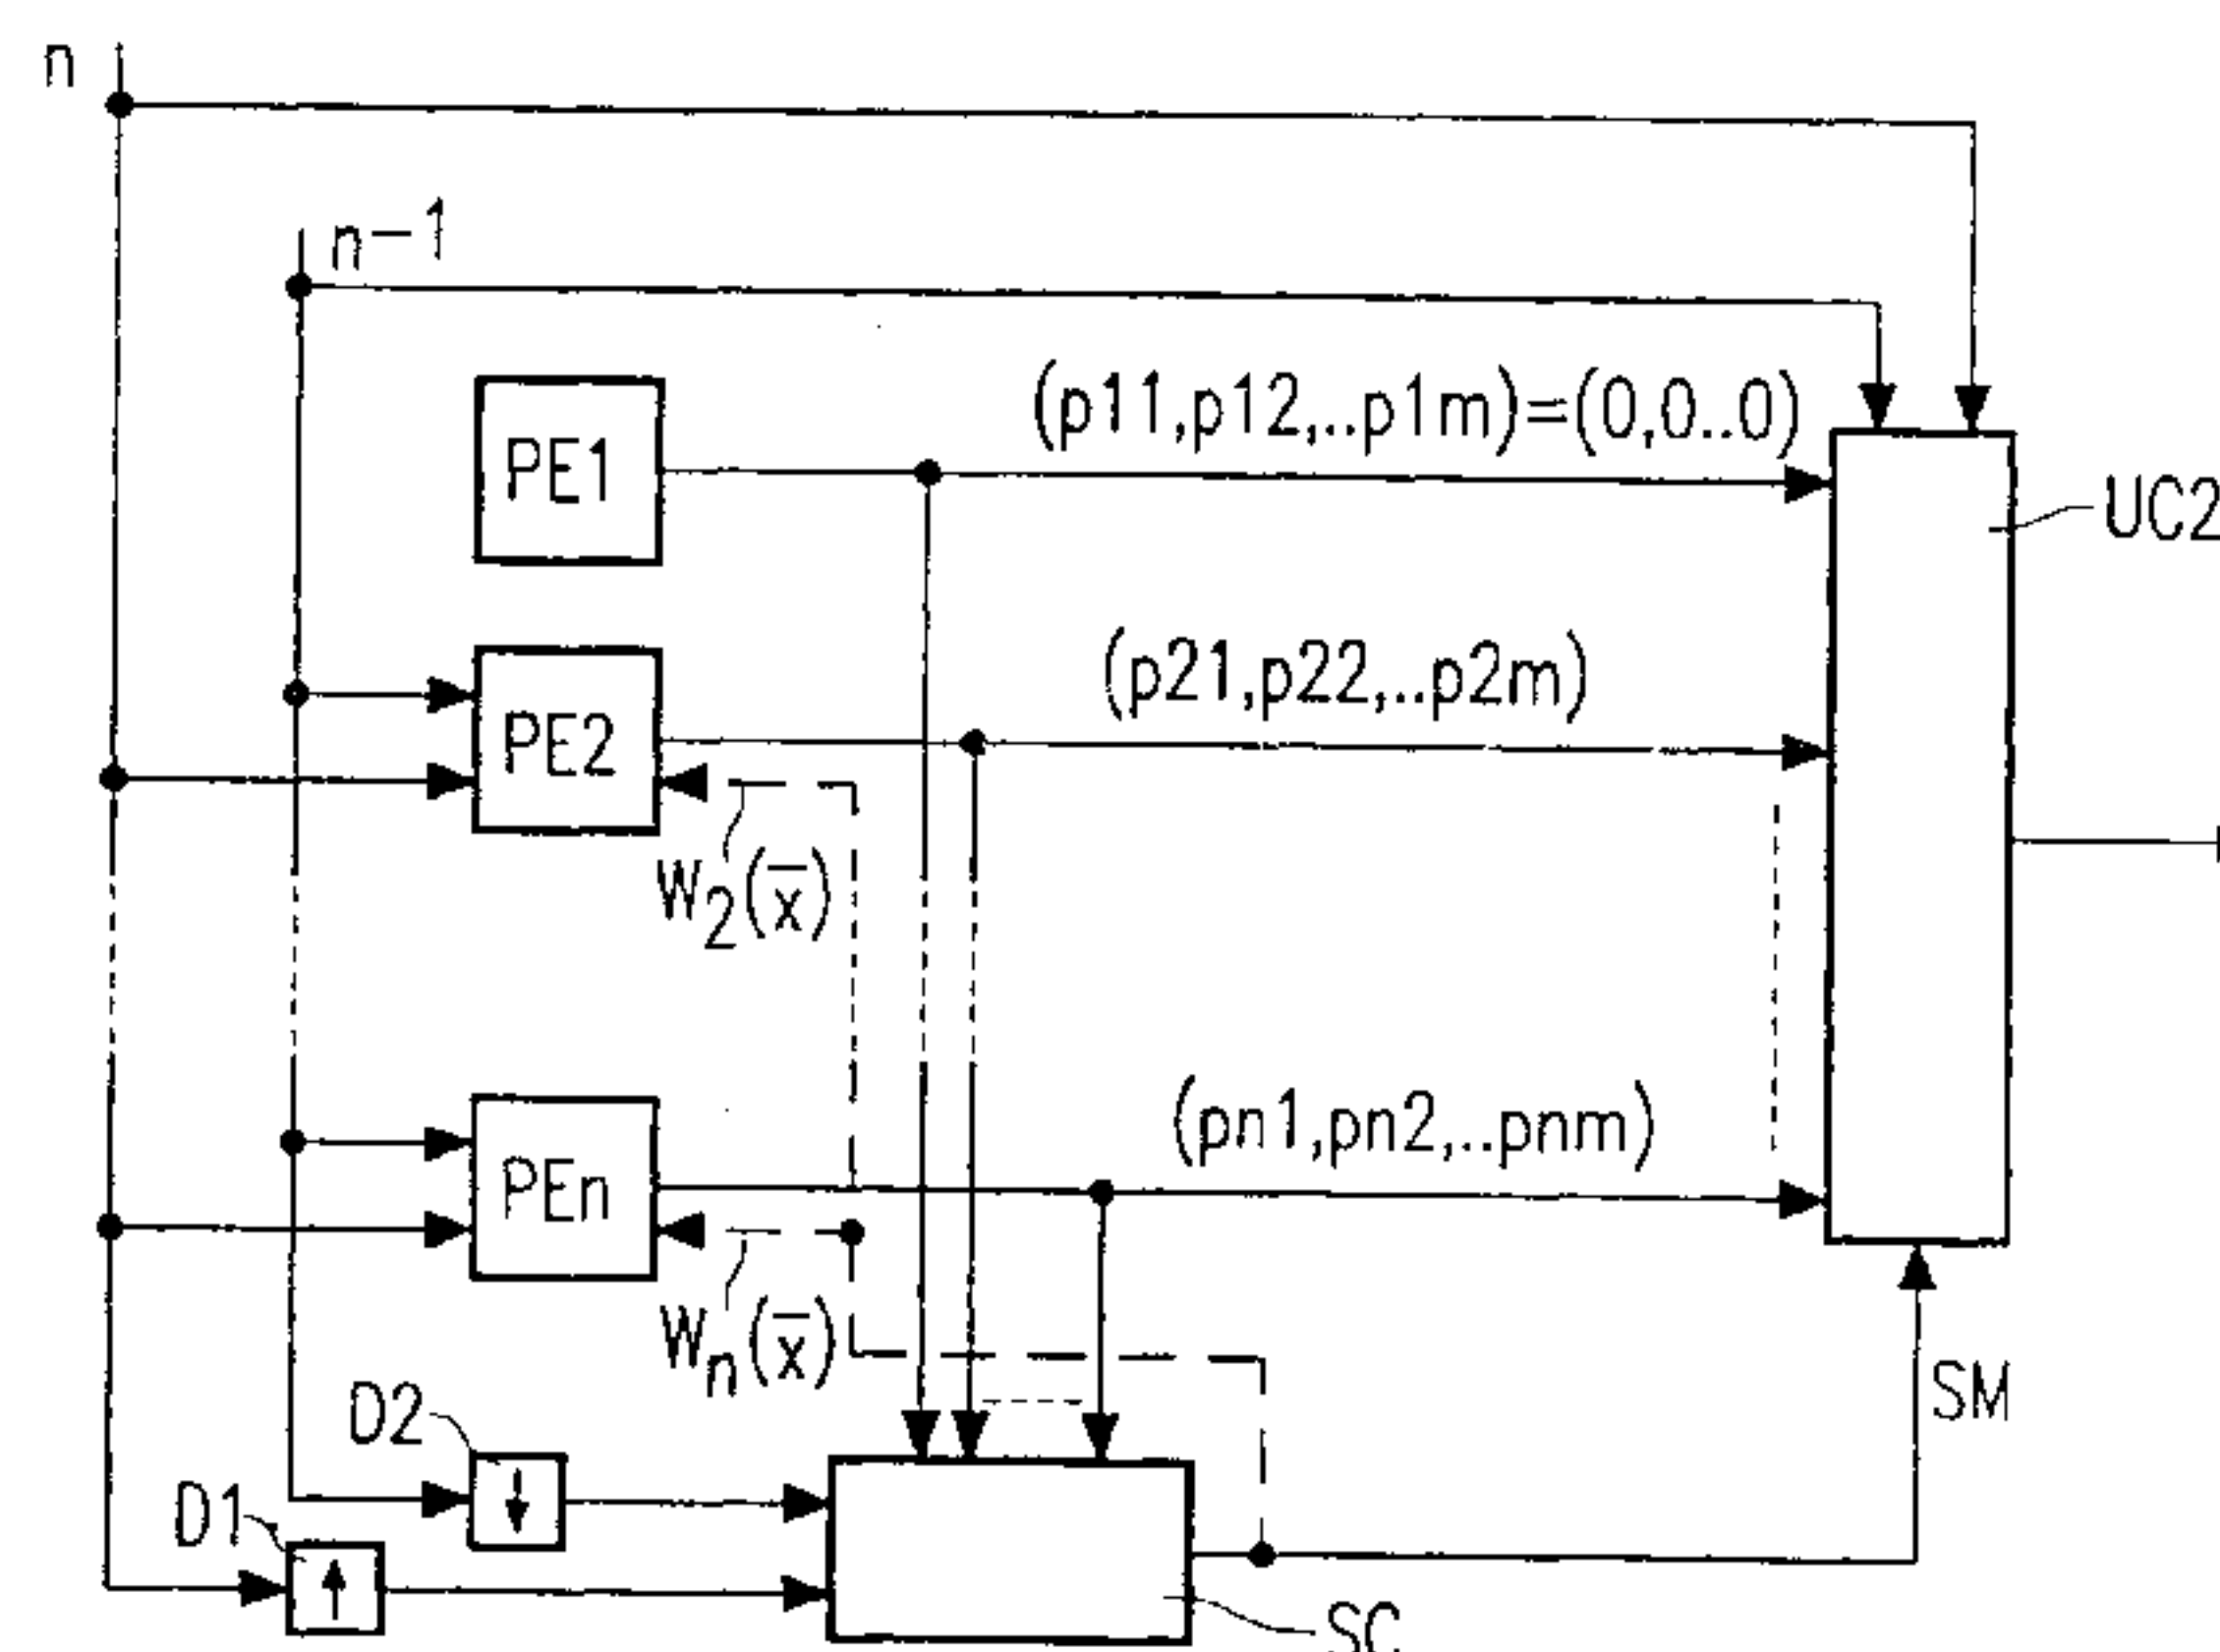 n
n-1
(p11,p12,..p1m)=(0,0..0)
PE1
UC2
(p21,p22,..p2m)
PE2
W2(x̄)
(pn1,pn2,..pnm)
PEn
Wn(x̄)
SM
D2
D1
SC